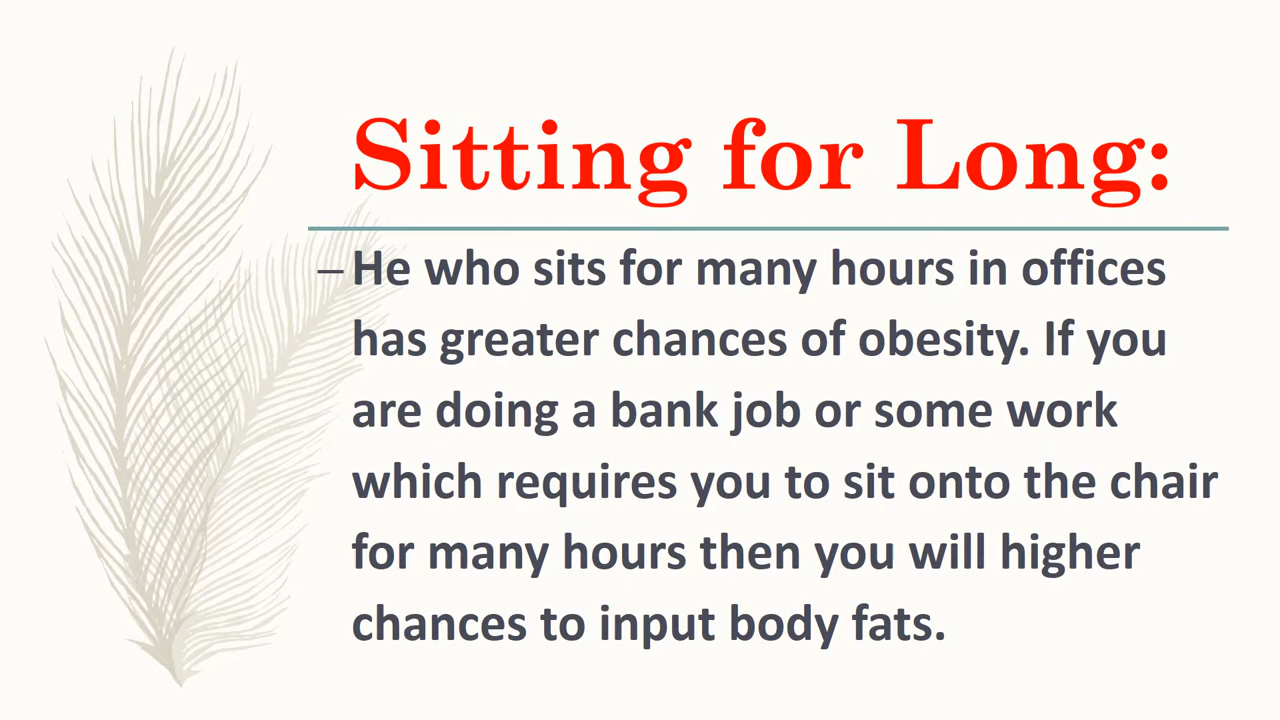 Sitting for Long:
– He who sits for many hours in offices
has greater chances of obesity. If you
are doing a bank job or some work
which requires you to sit onto the chair
for many hours then you will higher
chances to input body fats.